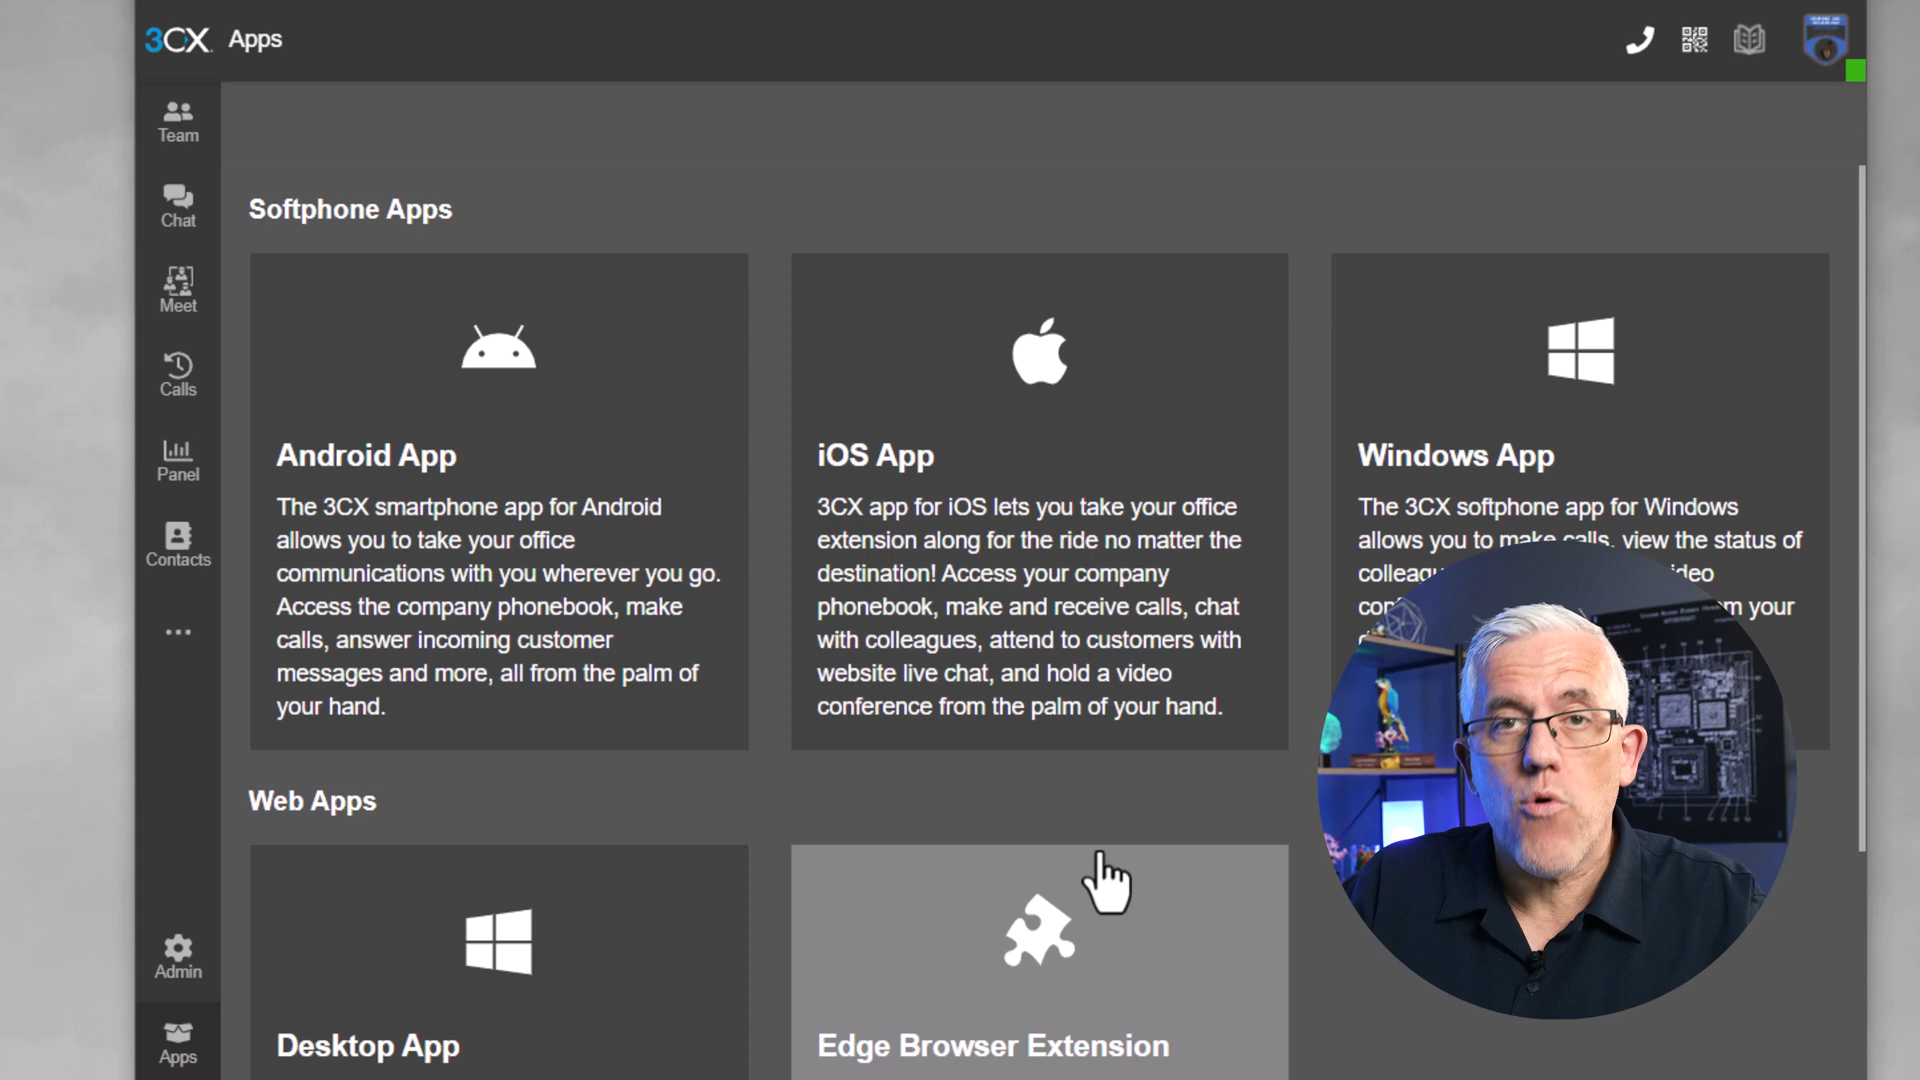 3CX Apps
Team
Chat
Meet
Calls
Panel
Contacts
Admin
Apps
Softphone Apps
Android App
The 3CX smartphone app for Android
allows you to take your office
communications with you wherever you go.
Access the company phonebook, make
calls, answer incoming customer
messages and more, all from the palm of
your hand.
iOS App
3CX app for iOS lets you take your office
extension along for the ride no matter the
destination! Access your company
phonebook, make and receive calls, chat
with colleagues, attend to customers with
website live chat, and hold a video
conference from the palm of your hand.
Windows App
The 3CX softphone app for Windows
allows you to make calls, view the status of
your
Web Apps
Desktop App
Edge Browser Extension